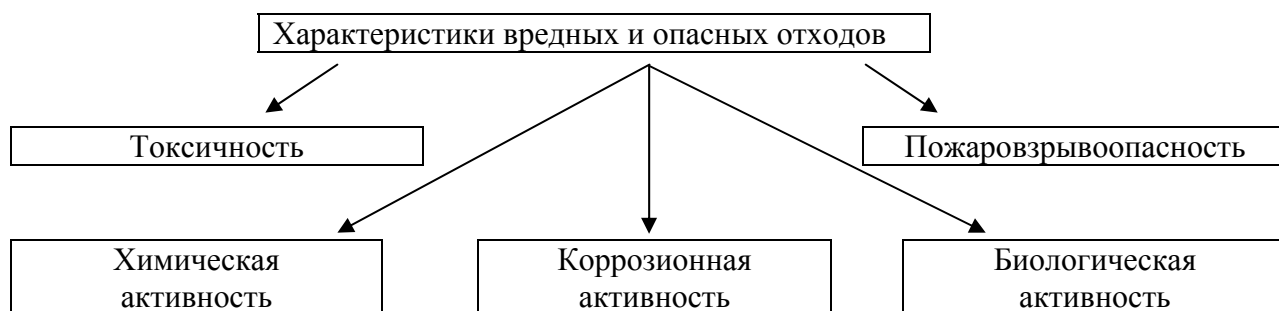 Характеристики вредных и опасных отходов
Токсичность
Пожаровзрывоопасность
Химическая
активность
Коррозионная
активность
Биологическая
активность